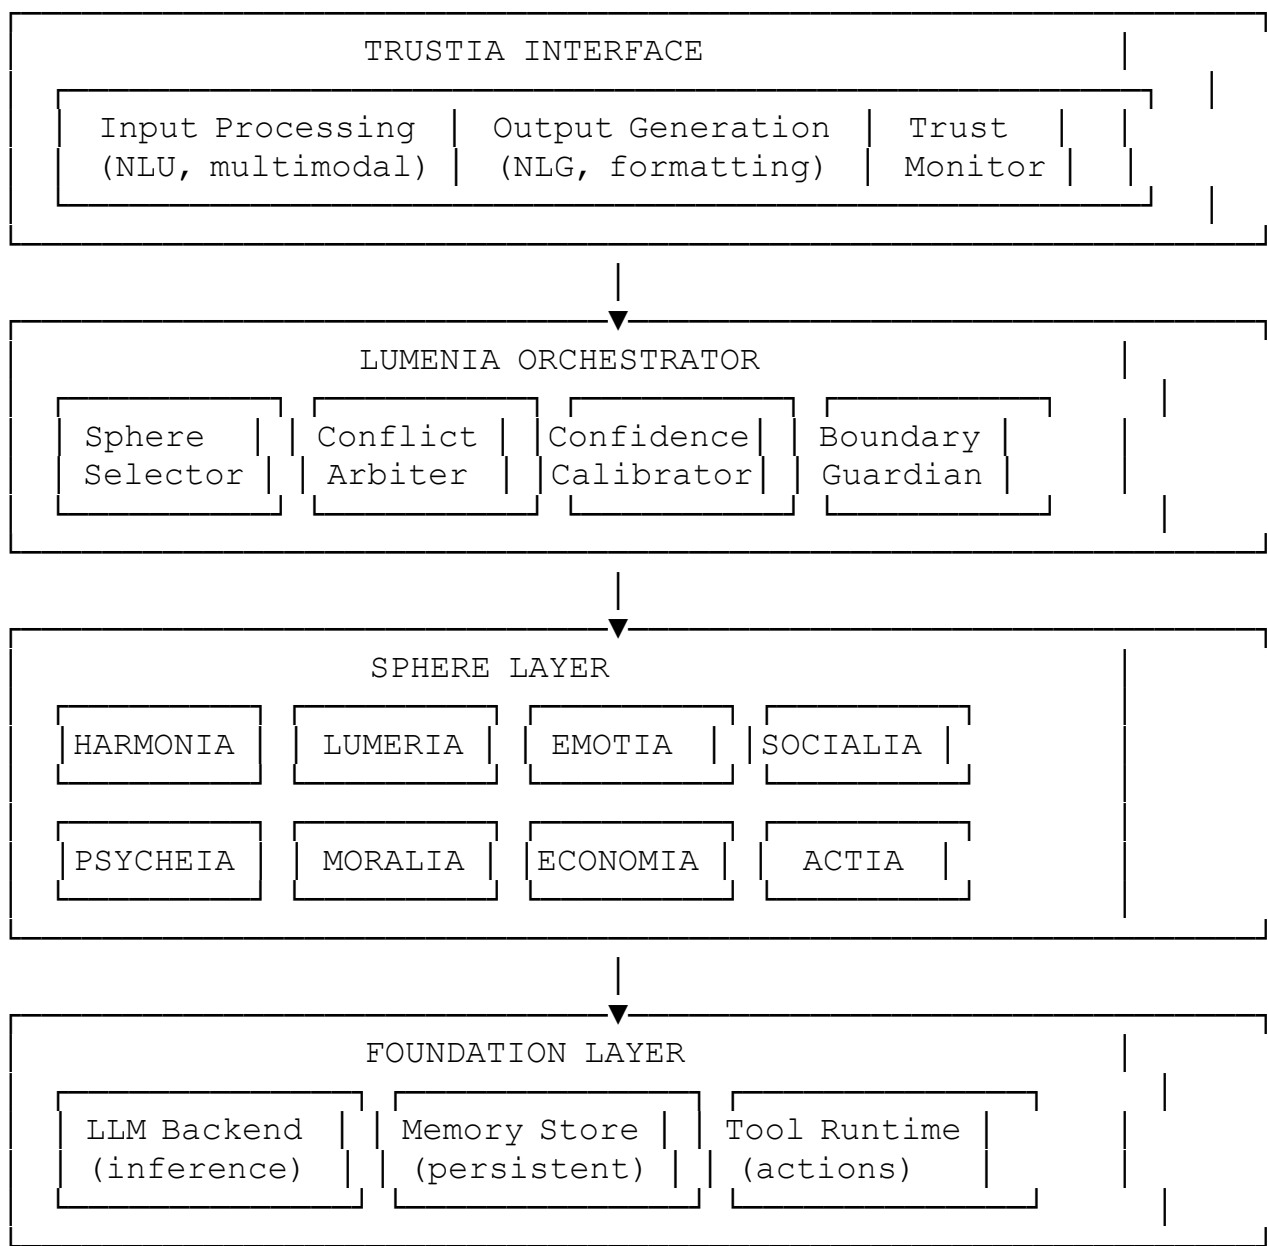 TRUSTIA INTERFACE
Input Processing Output Generation Trust
(NLU, multimodal) (NLG, formatting) Monitor
LUMENIA ORCHESTRATOR
Sphere Conflict Confidence Boundary
Selector Arbiter Calibrator Guardian
SPHERE LAYER
HARMONIA LUMERIA EMOTIA SOCIALIA
PSYCHEIA MORALIA ECONOMIA ACTIA
FOUNDATION LAYER
LLM Backend Memory Store Tool Runtime
(inference) (persistent) (actions)